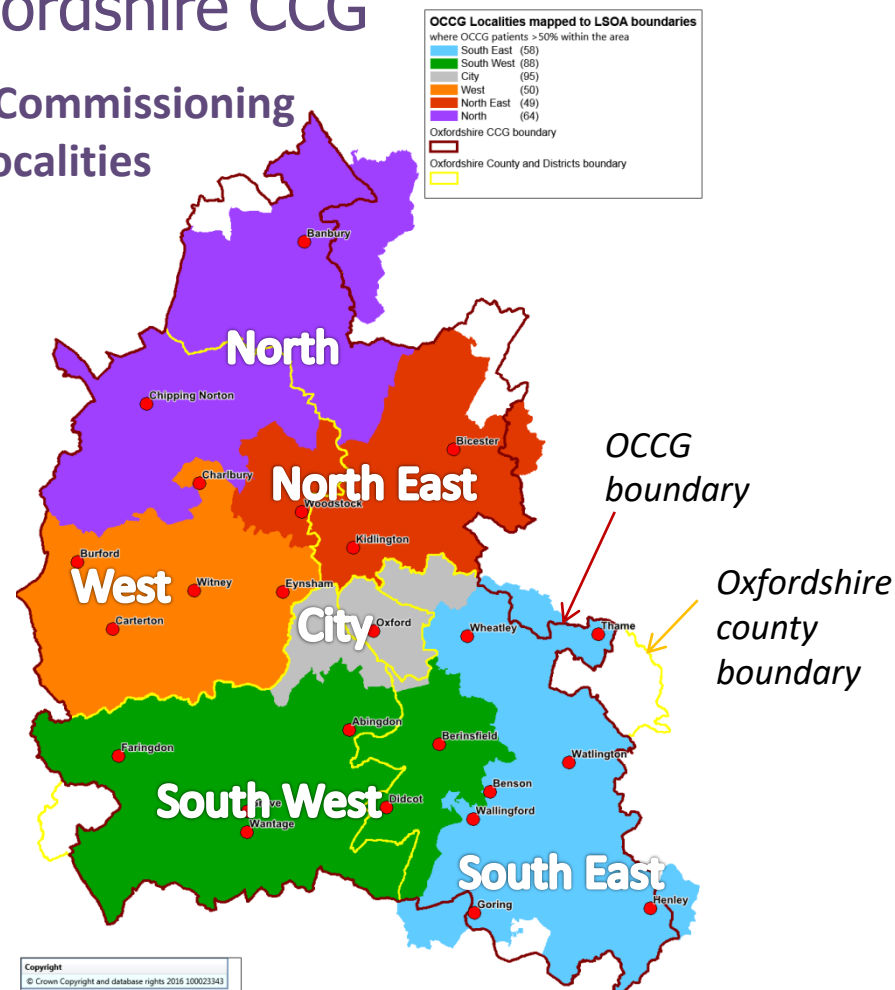 ordshire CCG
Commissioning
ocalities
OCCG Localities mapped to LSOA boundaries
where OCCG patients >50% within the area
South East (58)
South West (88)
City (95)
West (50)
North East (49)
North (64)
Oxfordshire CCG boundary
Oxfordshire County and Districts boundary
Banbury
North
Chipping Norton
Bicester
Charlbury
North East
Woodstock
Kidlington
OCCG
boundary
Burford
West
Witney
Eynsham
Carterton
City
Oxford
Wheatley
Thame
Oxfordshire
county
boundary
Abingdon
Berinsfield
Faringdon
Watlington
South West
Didcot
Benson
Wallingford
Wantage
South East
Henley
Goring
Copyright
© Crown Copyright and database rights 2016 100023343